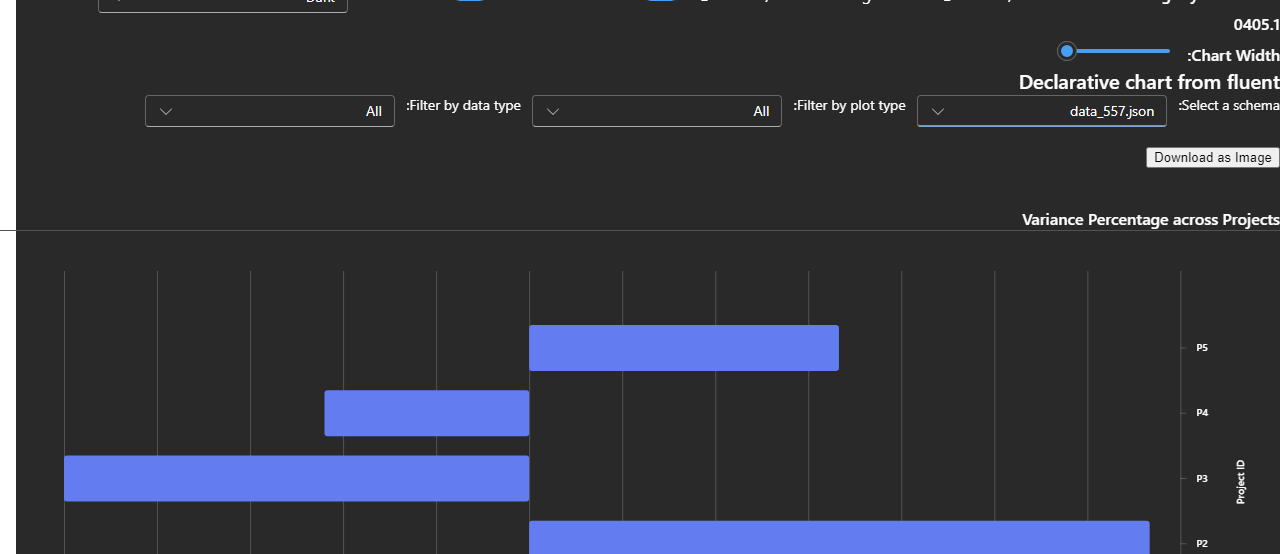 0405.1
:Chart Width
Declarative chart from fluent
:Select a schema
data_557.json
:Filter by plot type
All
:Filter by data type
All
Download as Image
Variance Percentage across Projects
P5
P4
P3
P2
Project ID